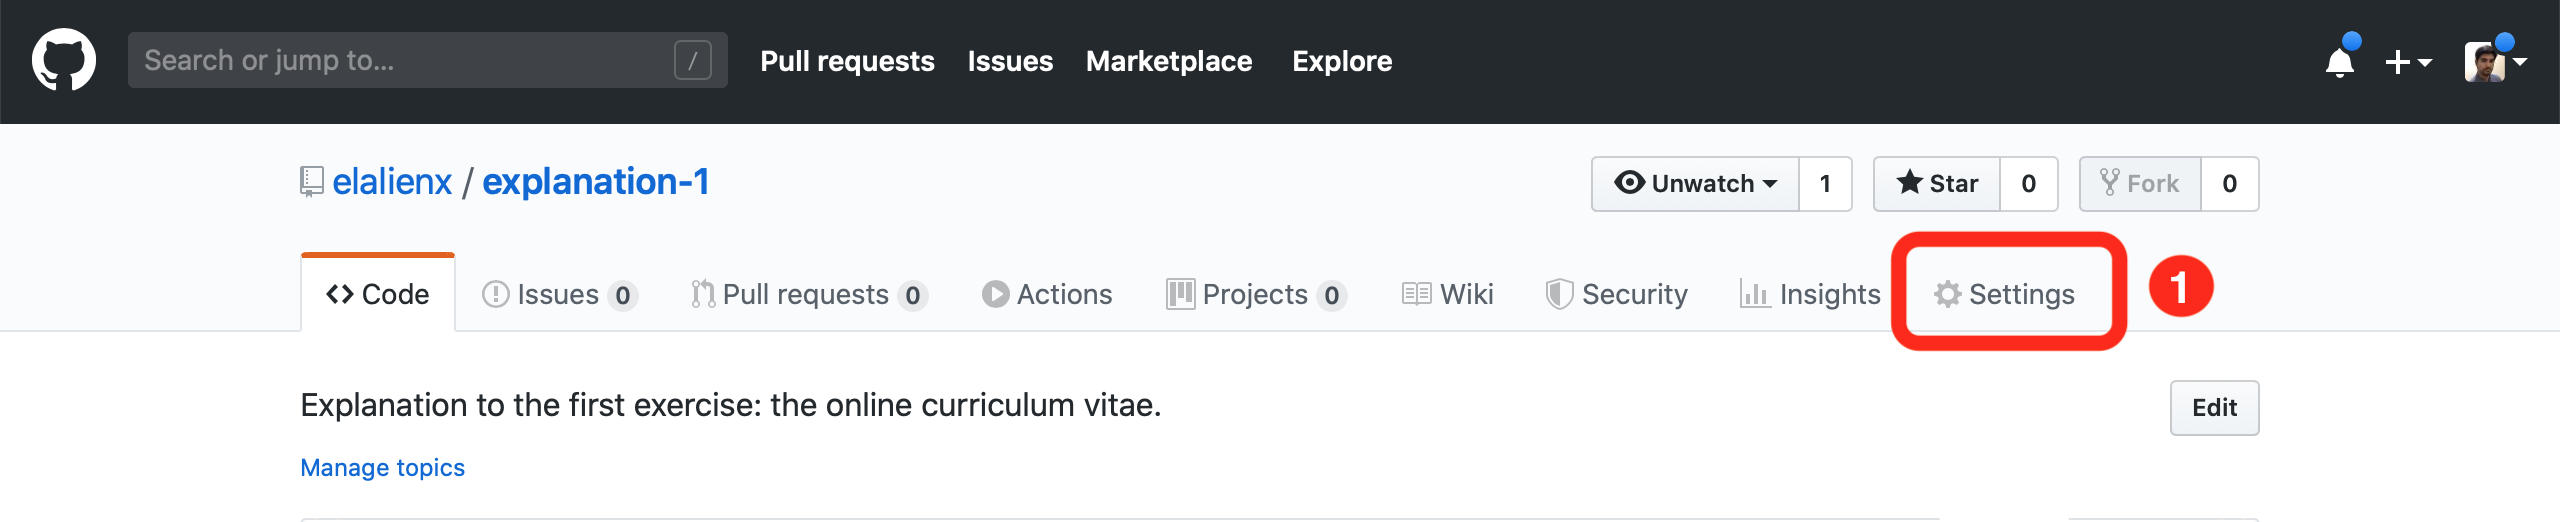 Search or jump to... /
Pull requests Issues Marketplace Explore
elalienx / explanation-1
Unwatch 1 Star 0 Fork 0
Code Issues 0 Pull requests 0 Actions Projects 0 Wiki Security Insights Settings 1
Explanation to the first exercise: the online curriculum vitae.
Edit
Manage topics